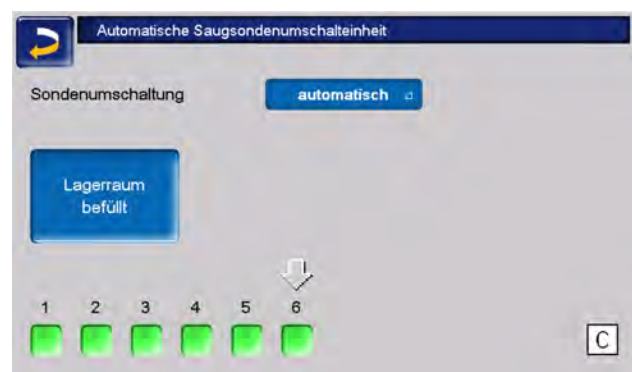 Automatische Saugsondenumschalteinheit
Sondenumschaltung automatisch
Lagerraum
befüllt
1 2 3 4 5 6
C